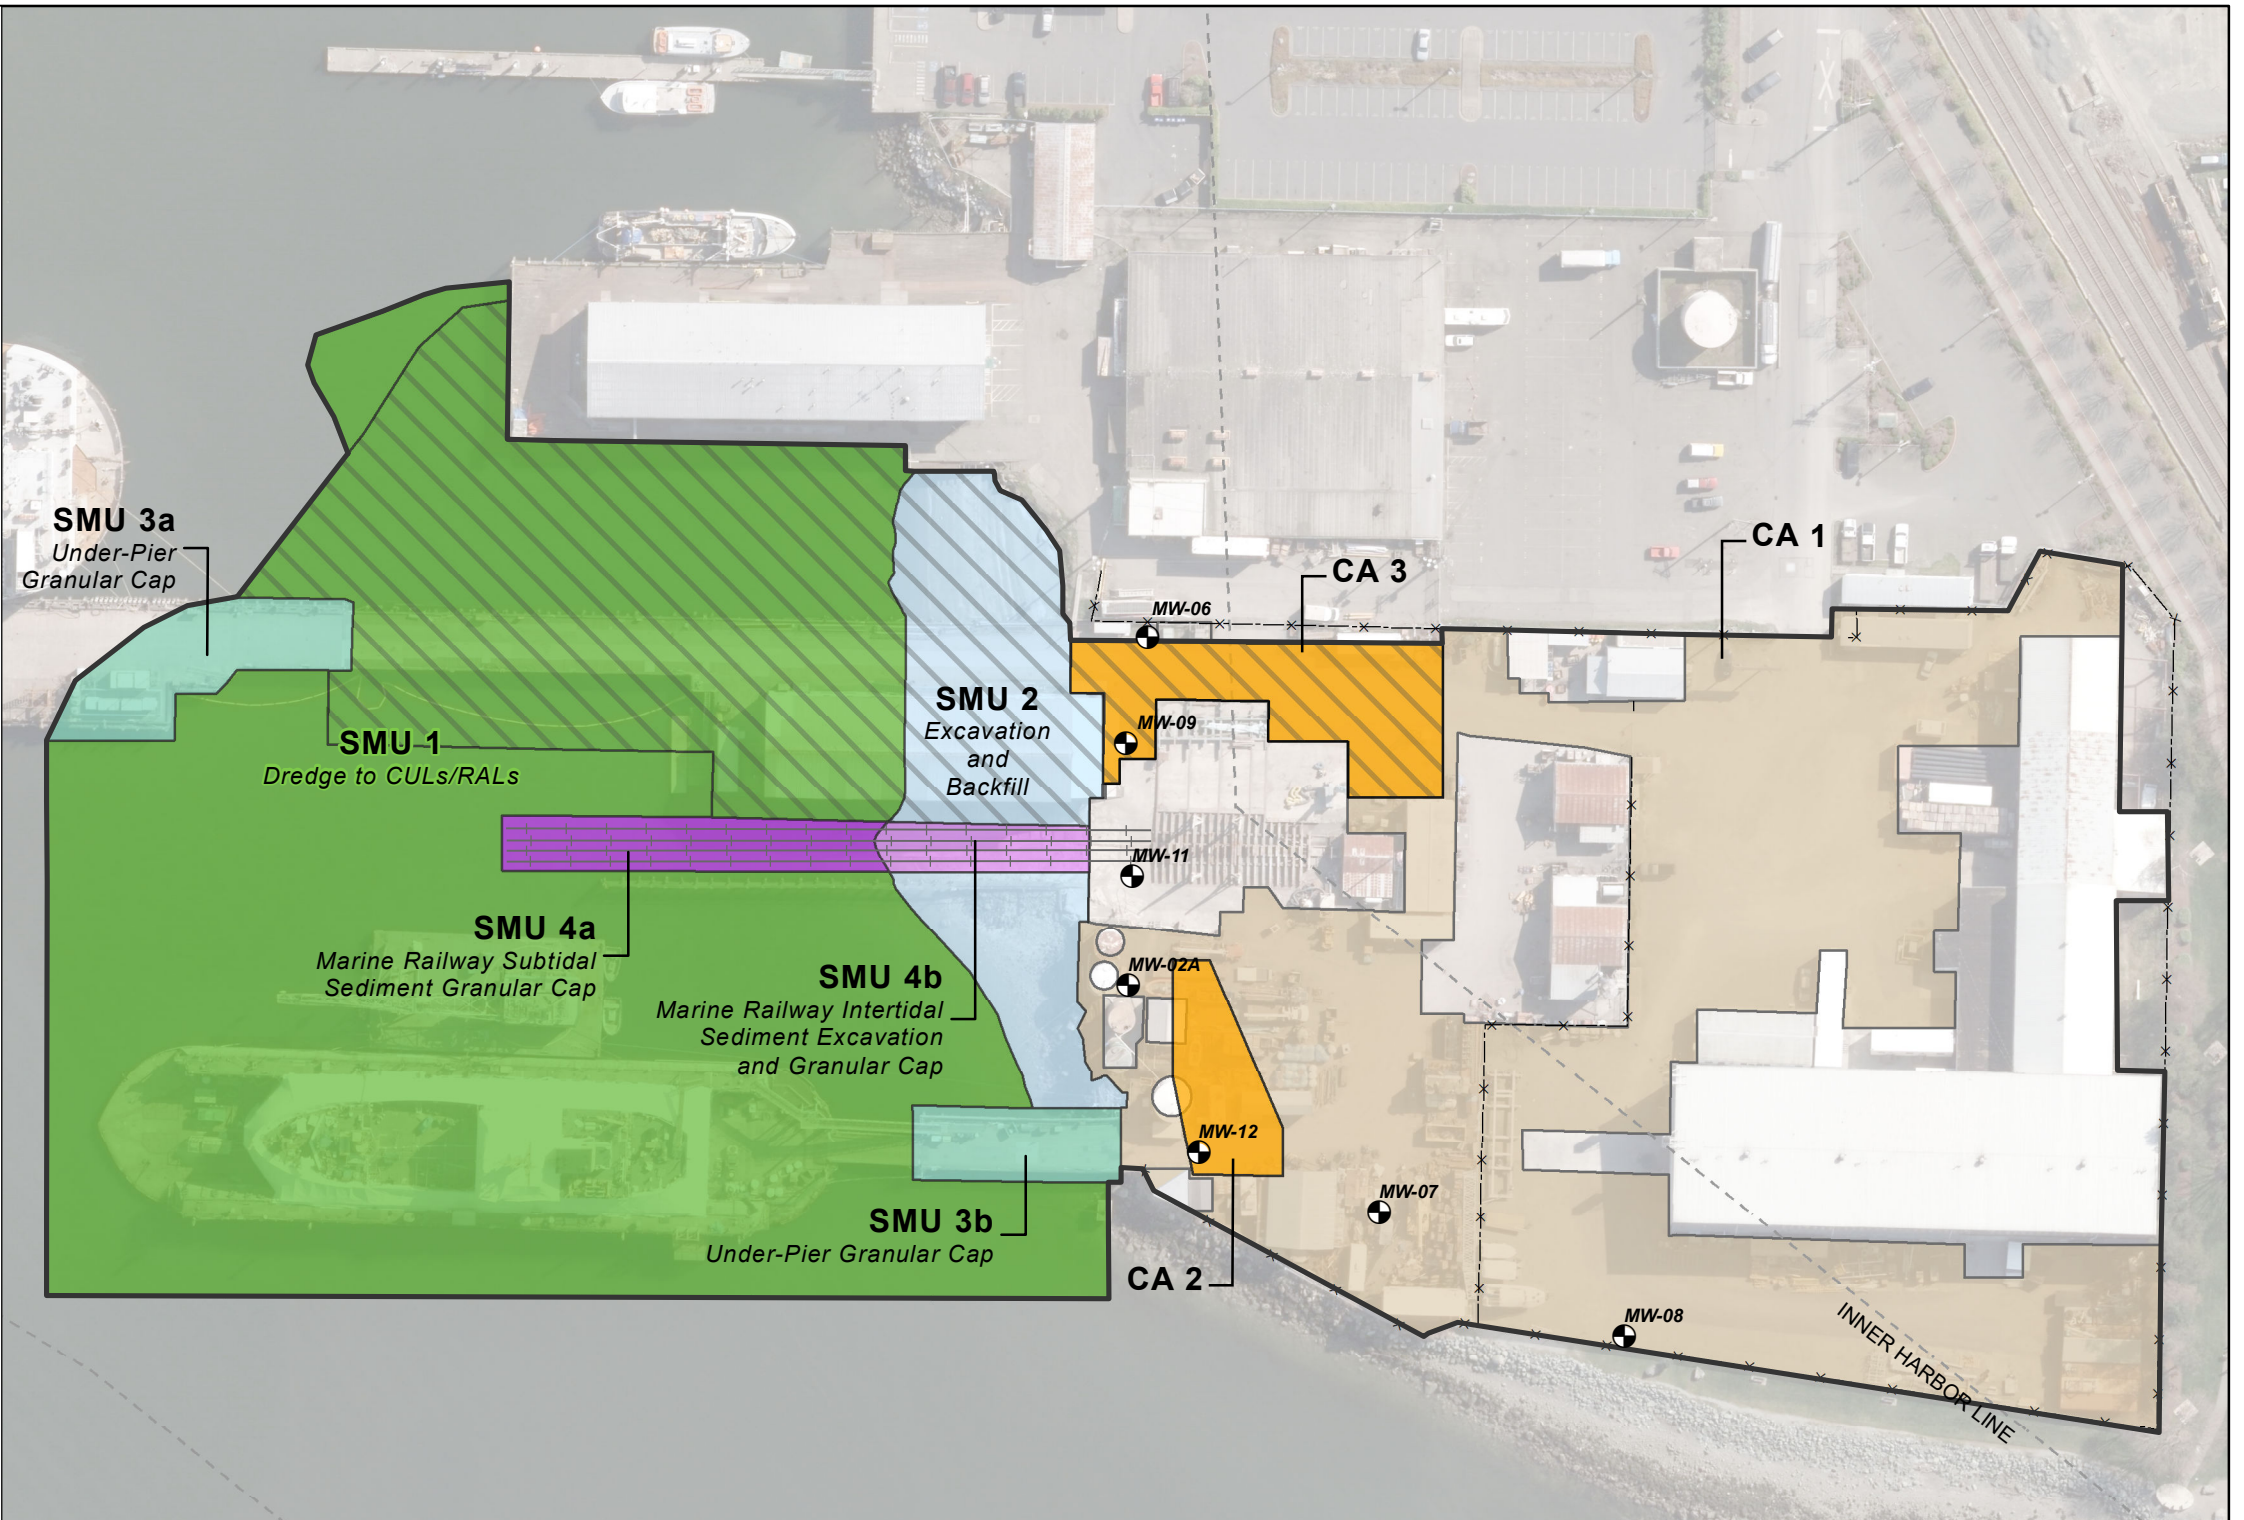 SMU 3a
Under-Pier
Granular Cap
CA 1
CA 3
MW-06
SMU 2
Excavation
and
Backfill
MW-09
SMU 1
Dredge to CULs/RALs
MW-11
SMU 4a
Marine Railway Subtidal
Sediment Granular Cap
SMU 4b
Marine Railway Intertidal
Sediment Excavation
and Granular Cap
MW-02A
MW-12
MW-07
SMU 3b
Under-Pier Granular Cap
CA 2
MW-08
INNER HARBOR LINE